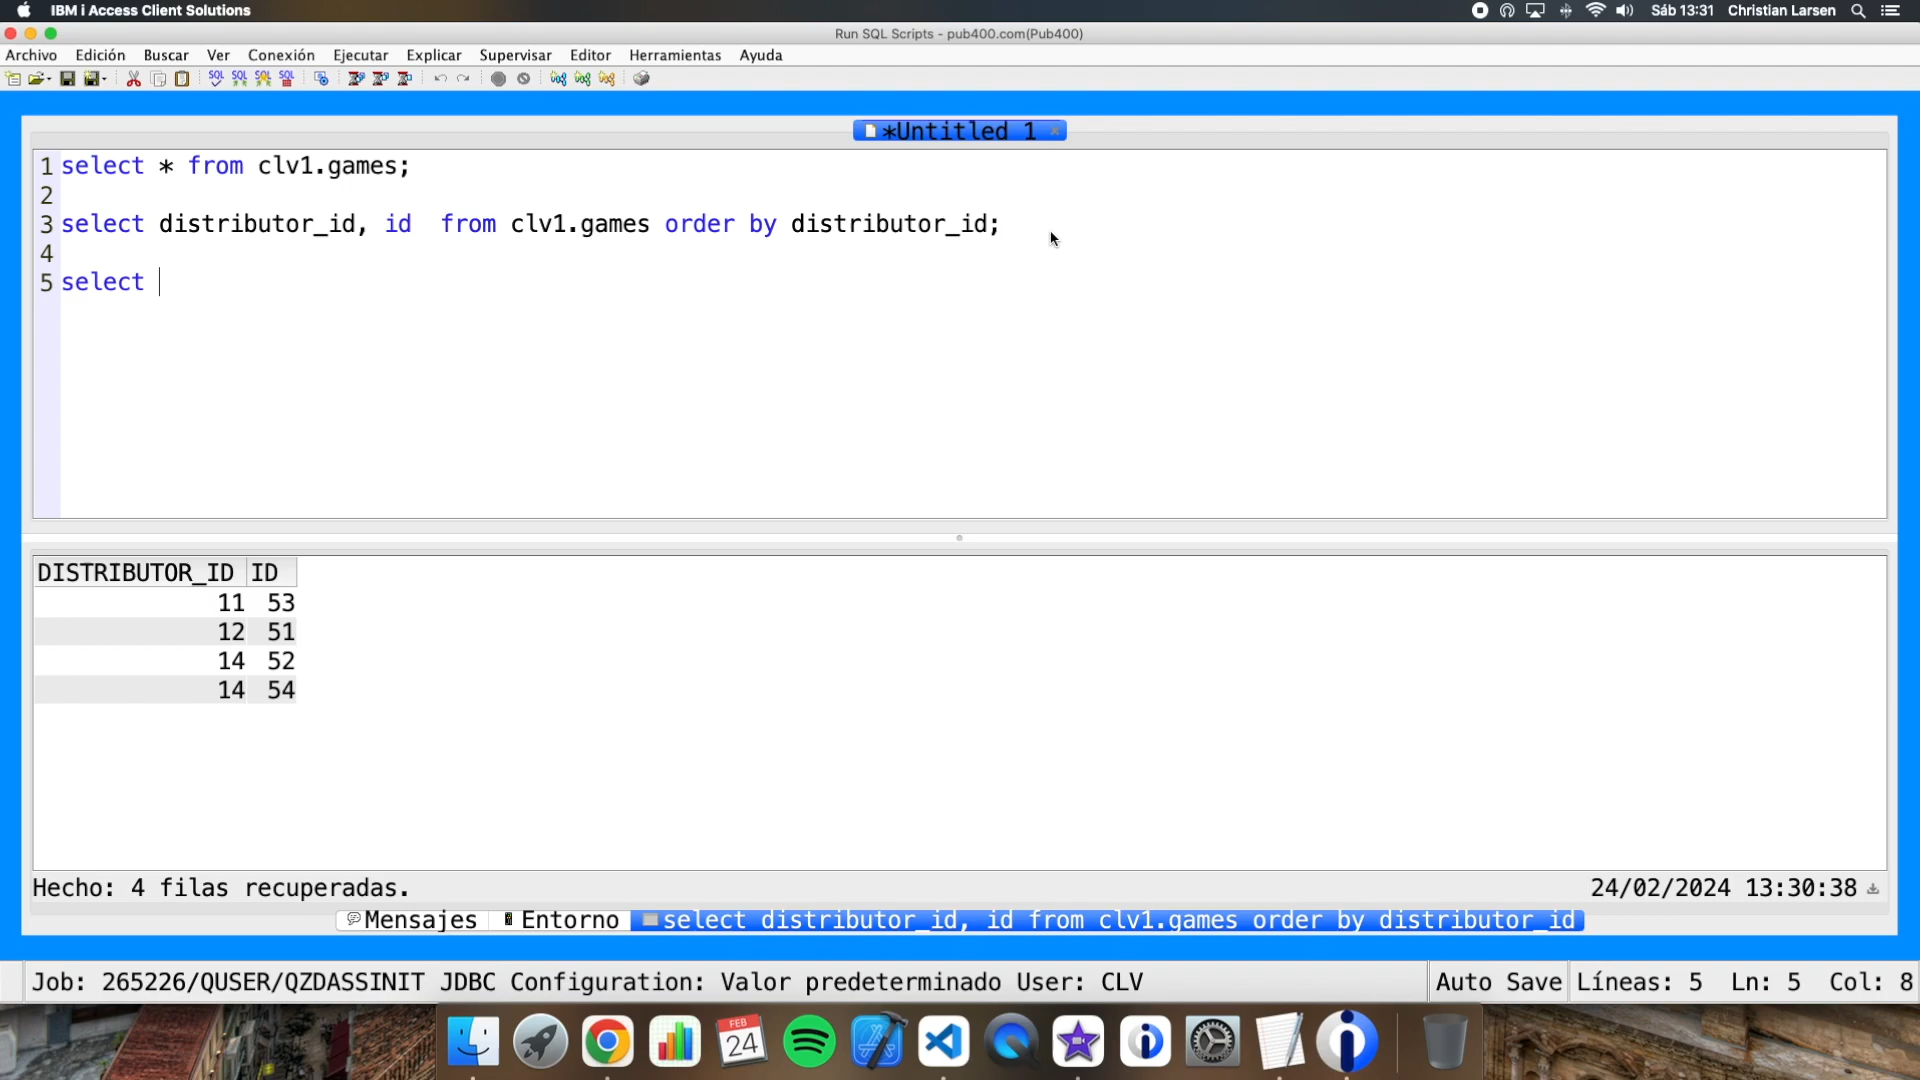 IBM i Access Client Solutions
Sáb 13:31 Christian Larsen
Run SQL Scripts - pub400.com(Pub400)
Archivo Edición Buscar Ver Conexión Ejecutar Explicar Supervisar Editor Herramientas Ayuda
SQL SQL SQL SQL
*Untitled 1
1 select * from clv1.games;
2
3 select distributor_id, id  from clv1.games order by distributor_id;
4
5 select
DISTRIBUTOR_ID ID
11 53
12 51
14 52
14 54
Hecho: 4 filas recuperadas.
24/02/2024 13:30:38
Mensajes Entorno select distributor_id, id from clv1.games order by distributor_id
Job: 265226/QUSER/QZDASSINIT JDBC Configuration: Valor predeterminado User: CLV
Auto Save Líneas: 5 Ln: 5 Col: 8
FEB
24